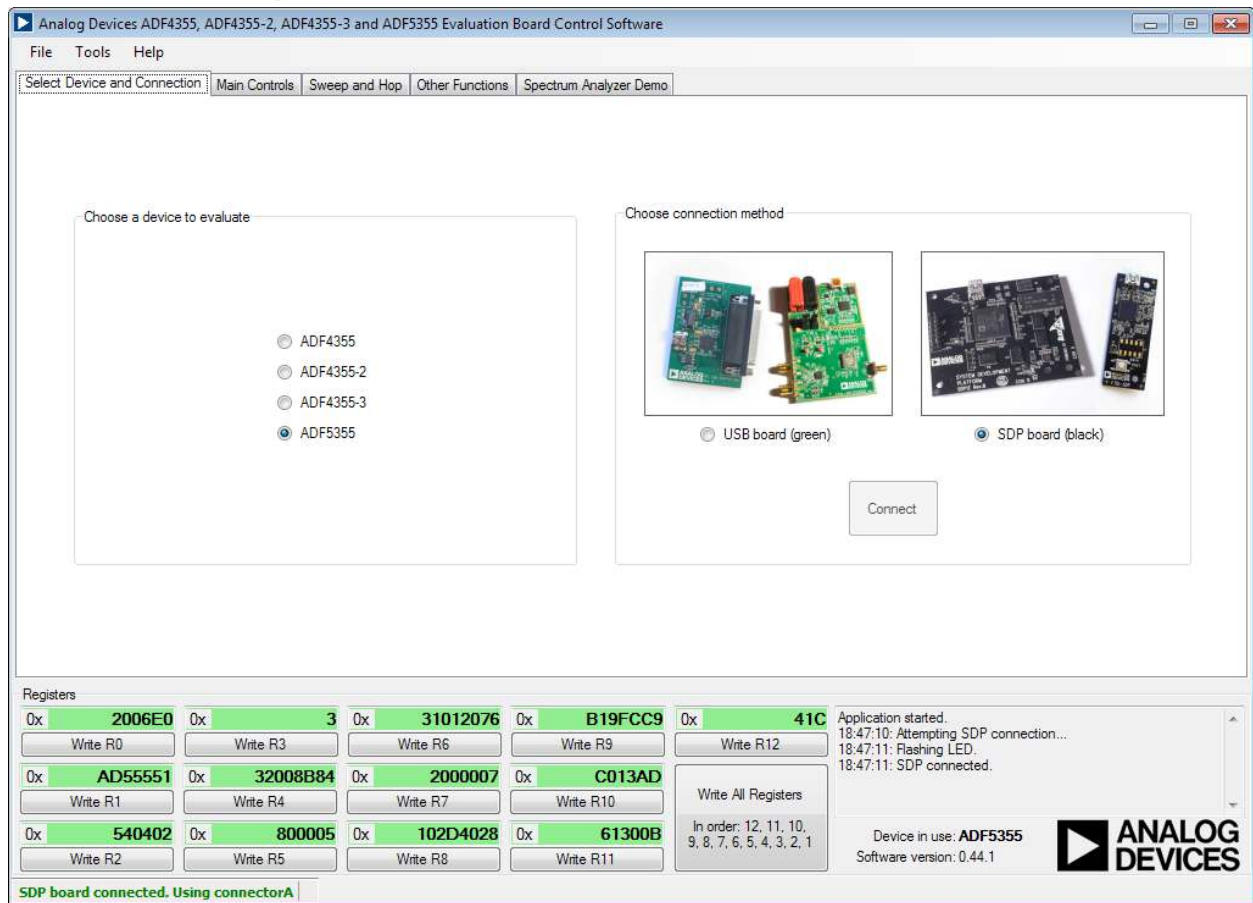 Analog Devices ADF4355, ADF4355-2, ADF4355-3 and ADF5355 Evaluation Board Control Software
File Tools Help
Select Device and Connection Main Controls Sweep and Hop Other Functions Spectrum Analyzer Demo
Choose a device to evaluate
ADF4355
ADF4355-2
ADF4355-3
ADF5355
Choose connection method
ANALOG DEVICES
ANALOG
SYSTEM DEVELOPMENT
PLATFORM
USB board (green)
SDP board (black)
Connect
Registers
0x 2006E0 0x 3 0x 31012076 0x B19FCC9 0x 41C
Write R0 Write R3 Write R6 Write R9 Write R12
0x AD55551 0x 32008B84 0x 2000007 0x C013AD
Write R1 Write R4 Write R7 Write R10
0x 540402 0x 800005 0x 102D4028 0x 61300B
Write R2 Write R5 Write R8 Write R11
Write All Registers
In order: 12, 11, 10,
9, 8, 7, 6, 5, 4, 3, 2, 1
Application started.
18:47:10: Attempting SDP connection...
18:47:11: Flashing LED.
18:47:11: SDP connected.
Device in use: ADF5355
Software version: 0.44.1
ANALOG
DEVICES
SDP board connected. Using connectorA